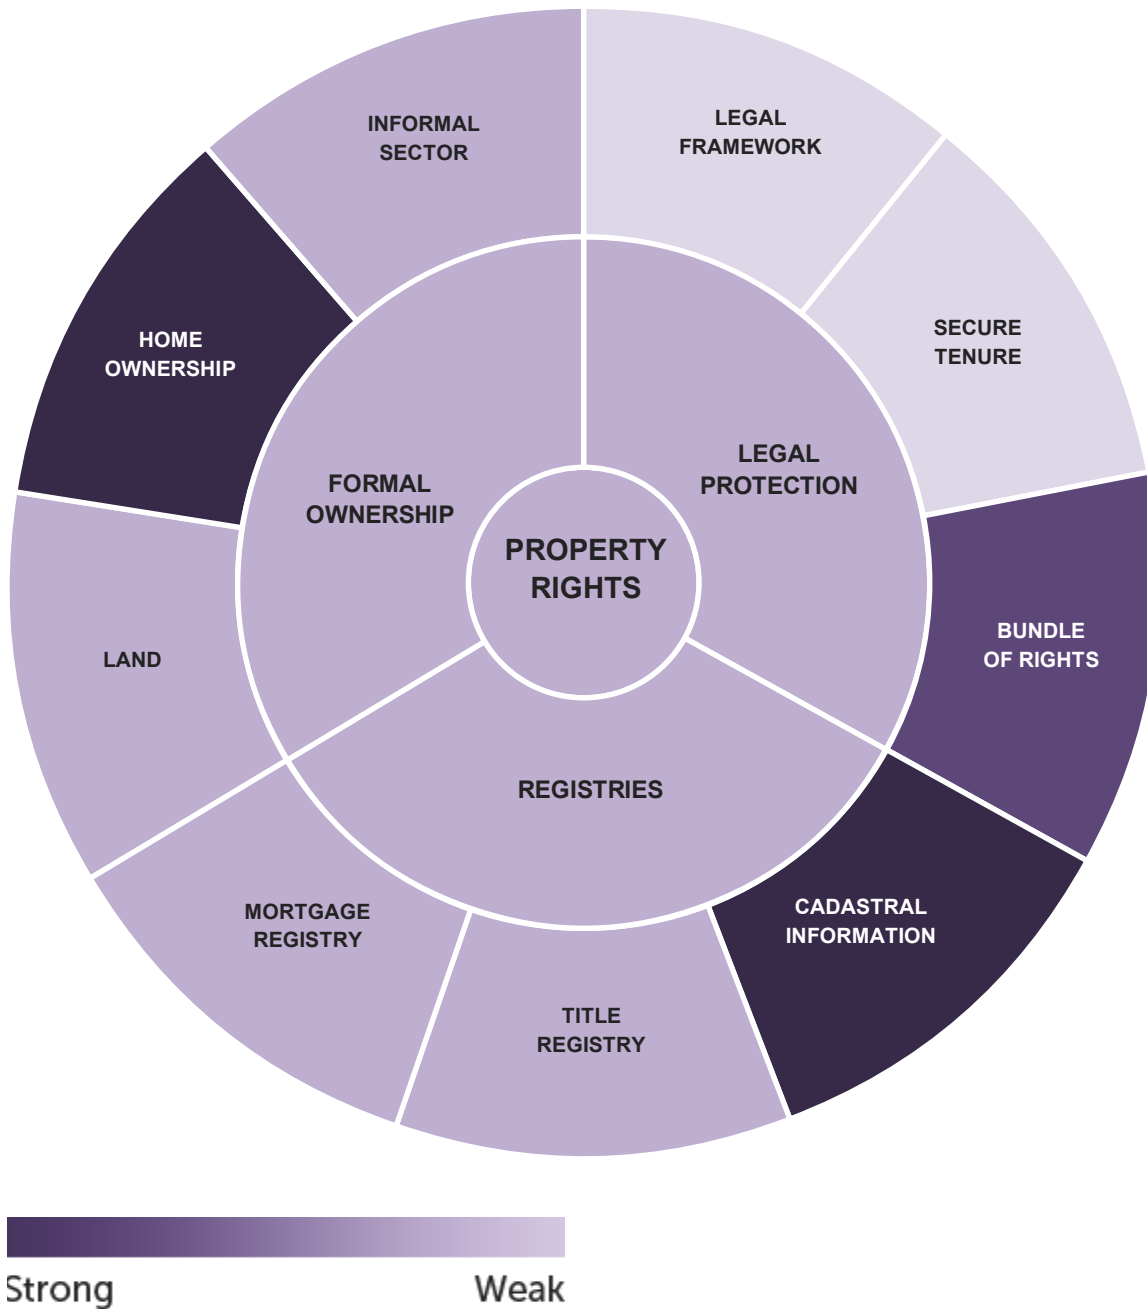 INFORMAL
SECTOR
LEGAL
FRAMEWORK
HOME
OWNERSHIP
SECURE
TENURE
FORMAL
OWNERSHIP
LEGAL
PROTECTION
PROPERTY
RIGHTS
LAND
BUNDLE
OF RIGHTS
REGISTRIES
MORTGAGE
REGISTRY
CADASTRAL
INFORMATION
TITLE
REGISTRY
Strong
Weak